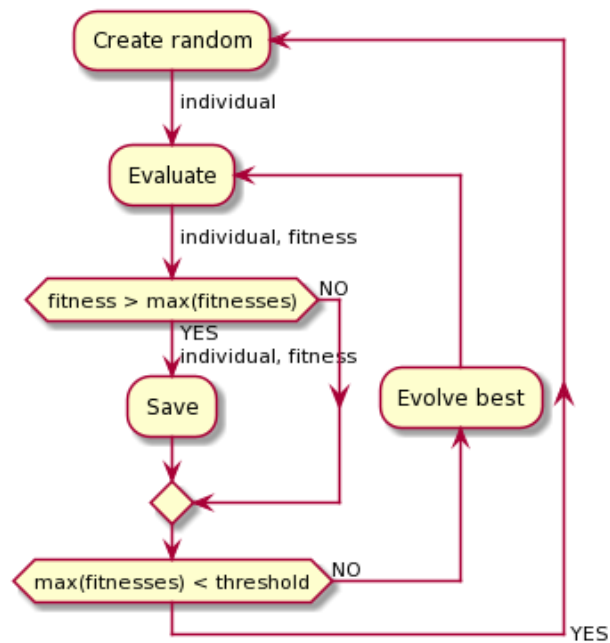 Create random
individual
Evaluate
individual, fitness
fitness > max(fitnesses)
NO
YES
individual, fitness
Save
Evolve best
max(fitnesses) < threshold
NO
YES